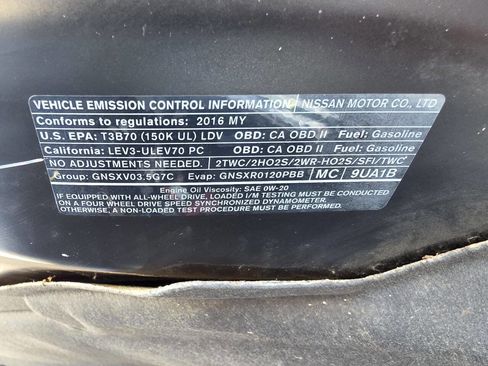 VEHICLE EMISSION CONTROL INFORMATION NISSAN MOTOR CO., LTD
Conforms to regulations: 2016 MY
U.S. EPA: T3B70 (150K UL) LDV OBD: CA OBD II Fuel: Gasoline
California: LEV3-ULEV70 PC OBD: CA OBD II Fuel: Gasoline
NO ADJUSTMENTS NEEDED. 2TWC/2HO2S/2WR-HO2S/SFI/TWC
Group: GNSXV03.5G7C Evap: GNSXR0120PBB MC 9UA1B
Engine Oil Viscosity: SAE 0W-20
IF EQUIPPED WITH ALL-WHEEL DRIVE, LOADED I/M TESTING MUST BE CONDUCTED
ON A FOUR WHEEL DRIVE SPEED SYNCHRONIZED DYNAMOMETER.
OTHERWISE, A NON-LOADED TEST PROCEDURE MUST BE USED.